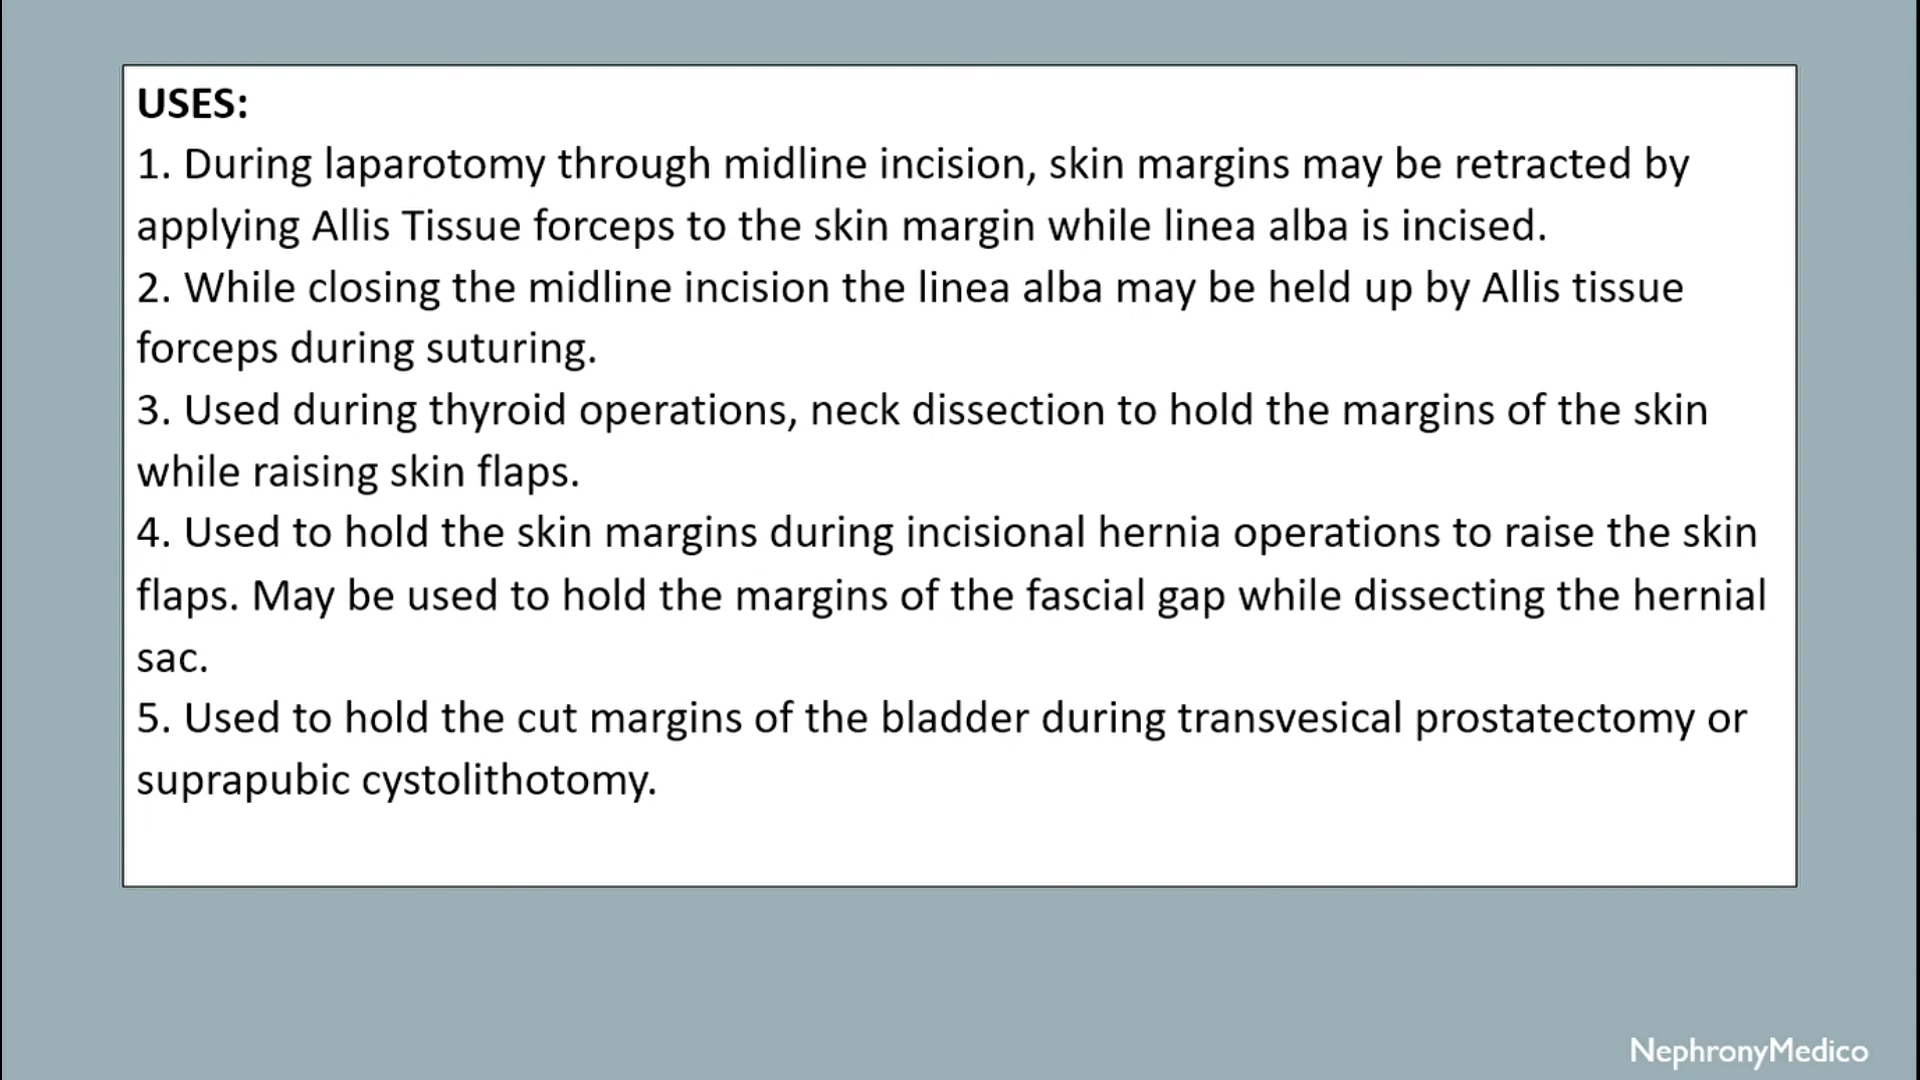 USES:
1. During laparotomy through midline incision, skin margins may be retracted by
applying Allis Tissue forceps to the skin margin while linea alba is incised.
2. While closing the midline incision the linea alba may be held up by Allis tissue
forceps during suturing.
3. Used during thyroid operations, neck dissection to hold the margins of the skin
while raising skin flaps.
4. Used to hold the skin margins during incisional hernia operations to raise the skin
flaps. May be used to hold the margins of the fascial gap while dissecting the hernial
sac.
5. Used to hold the cut margins of the bladder during transvesical prostatectomy or
suprapubic cystolithotomy.
NephronyMedico